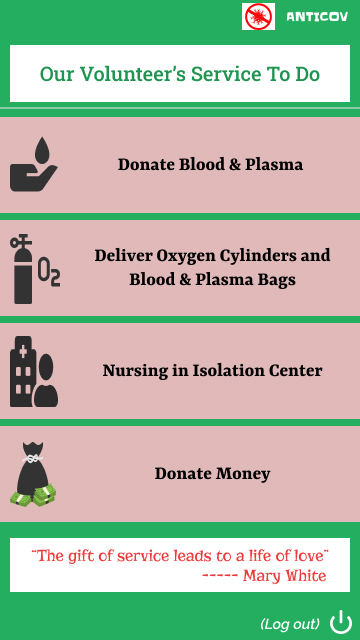 ANTICOV
Our Volunteer's Service To Do
Donate Blood & Plasma
O2
Deliver Oxygen Cylinders and
Blood & Plasma Bags
Nursing in Isolation Center
$
Donate Money
"The gift of service leads to a life of love"
----- Mary White
(Log out)